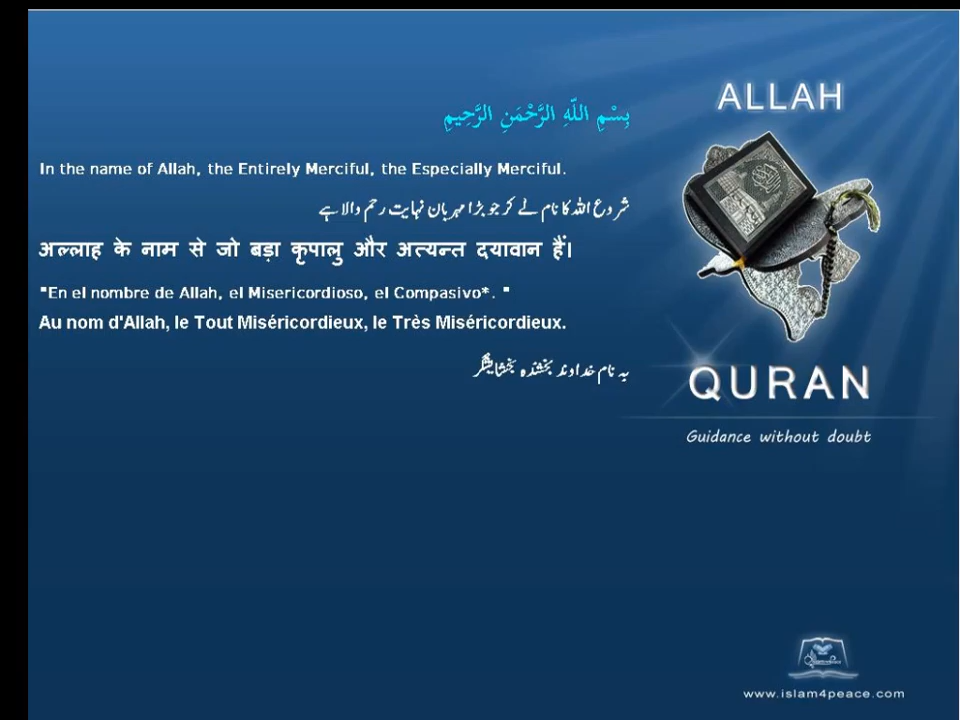 بِسْمِ اللَّهِ الرَّحْمَنِ الرَّحِيمِ
In the name of Allah, the Entirely Merciful, the Especially Merciful.
شروع الله کا نام لے کر جو بڑا مہربان نہایت رحم والا ہے
अल्लाह के नाम से जो बड़ा कृपालु और अत्यन्त दयावान हैं।
"En el nombre de Allah, el Misericordioso, el Compasivo*. "
Au nom d'Allah, le Tout Miséricordieux, le Très Miséricordieux.
به نام خداوند بخشنده بخشایشگر
ALLAH
QURAN
Guidance without doubt
www.islam4peace.com